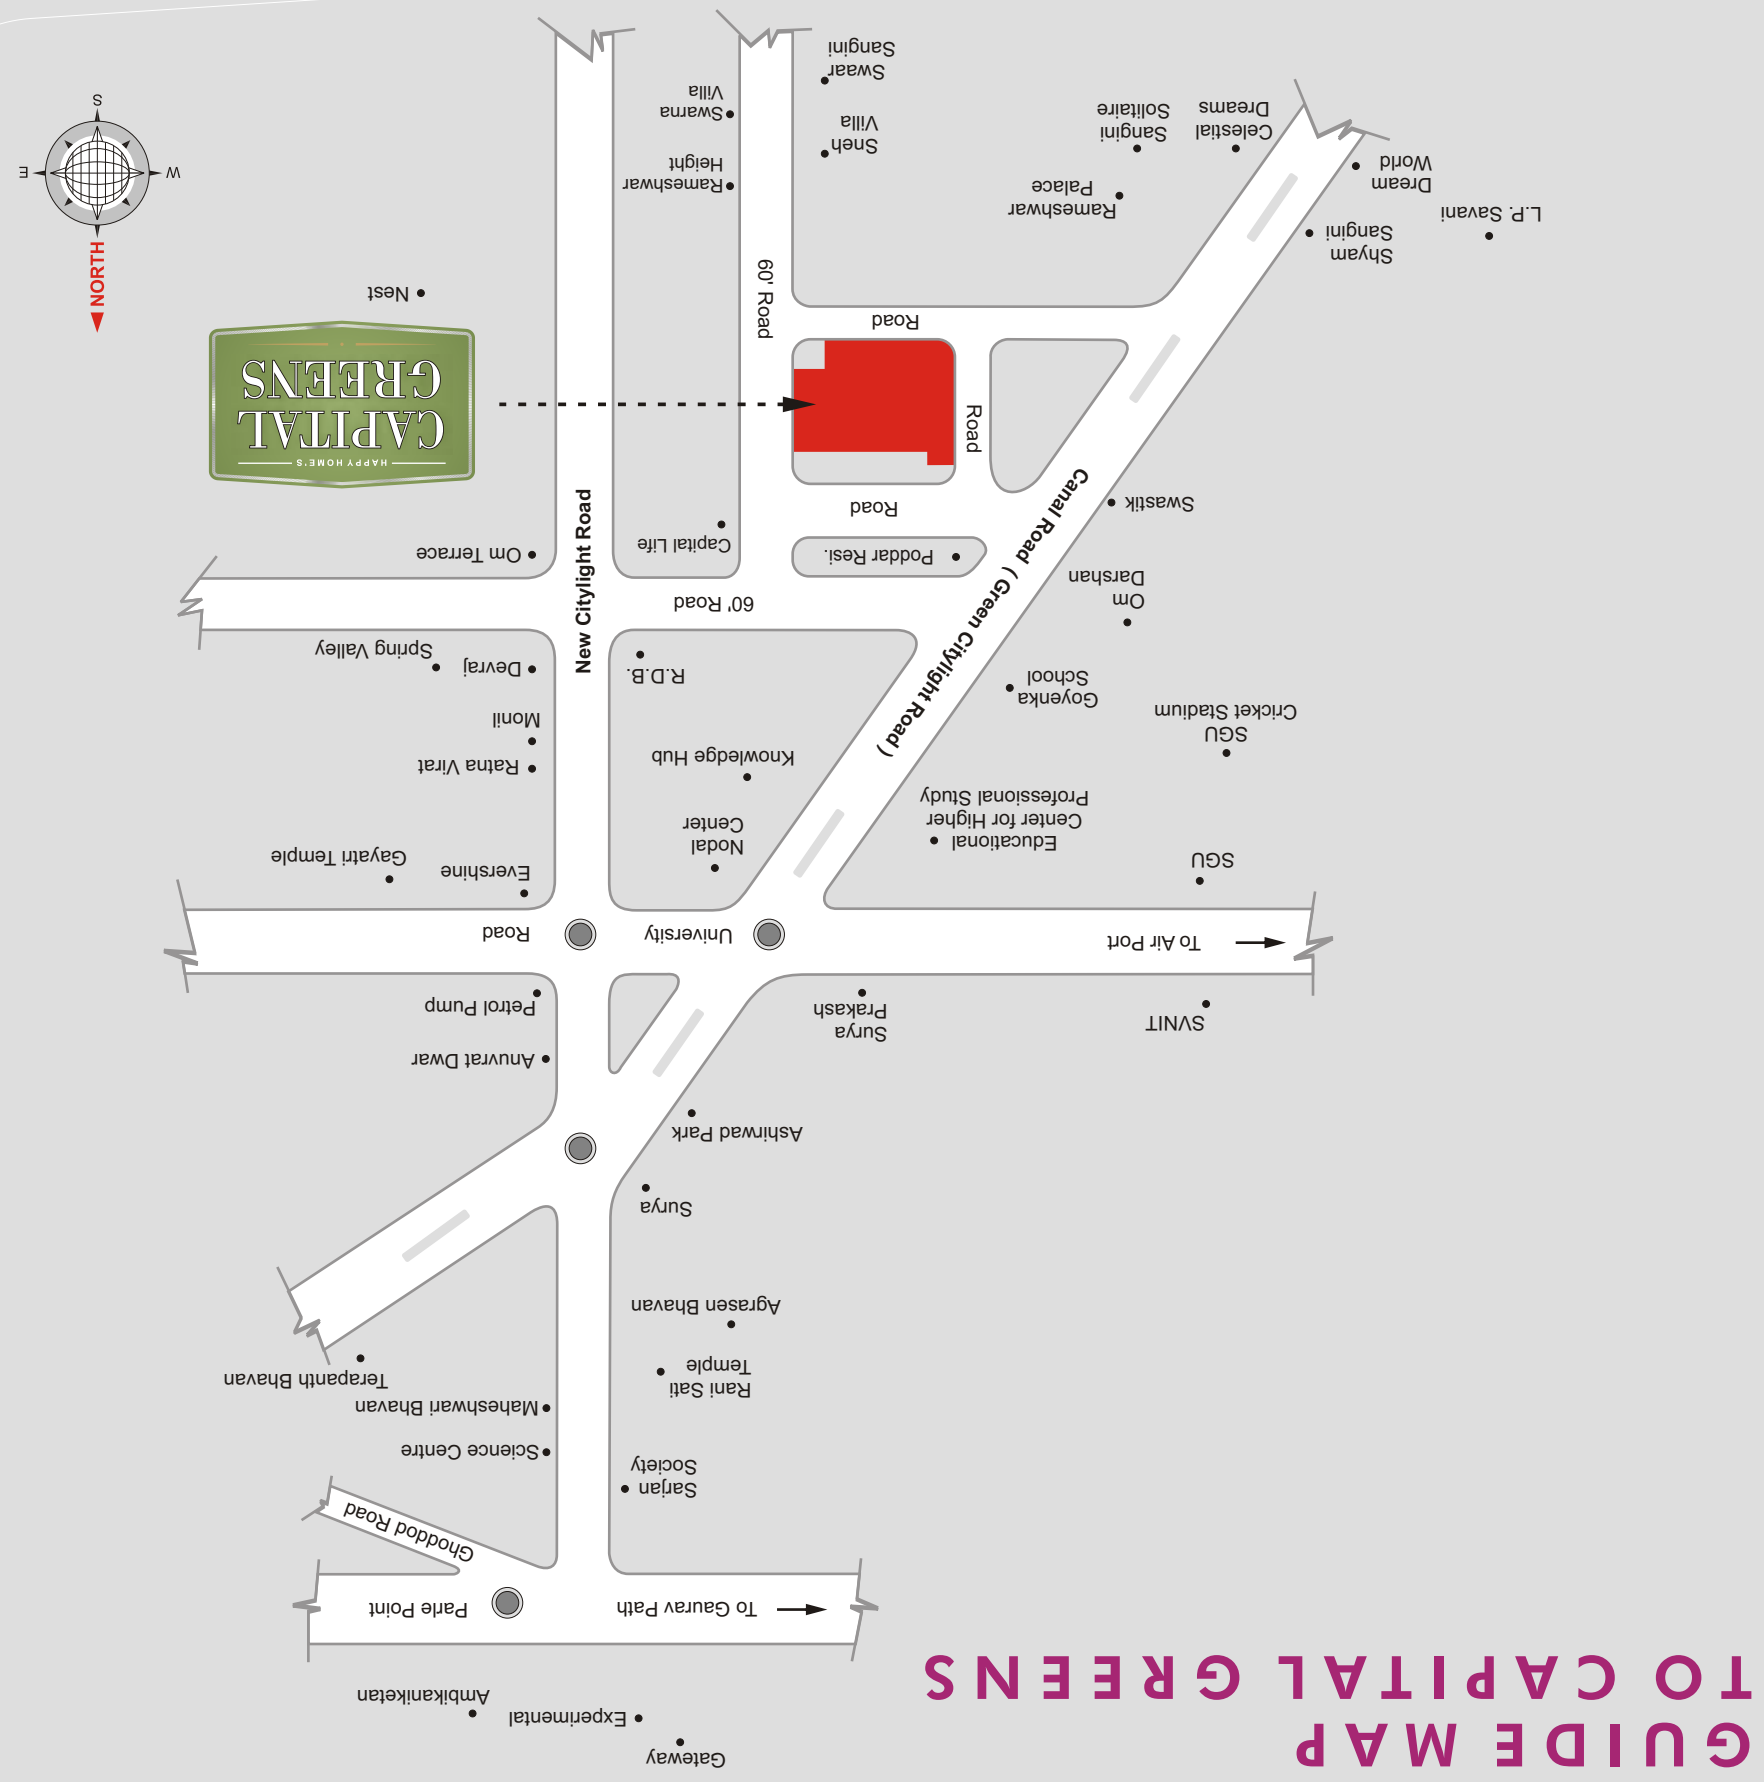 GUIDE MAP
TO CAPITAL GREENS
Gateway
Experimental
Ambikaniketan
To Gaurav Path
Parle Point
Ghoddod Road
Sarjan
Society
Science Centre
Maheshwari Bhavan
Terapanth Bhavan
Rani Sati
Temple
Agrasen Bhavan
Surya
Ashirwad Park
Anuvrat Dwar
Petrol Pump
SVNIT
Surya
Prakash
To Air Port
University
Road
SGU
Evershine
Gayatri Temple
Nodal
Center
Educational
Center for Higher
Professional Study
Knowledge Hub
Ratna Virat
Monil
SGU
Cricket Stadium
Goyenka
School
R.D.B.
Devraj
Spring Valley
Om
Darshan
60' Road
New Citylight Road
Canal Road ( Green Citylight Road )
Poddar Resi.
Om Terrace
Capital Life
Swastik
Road
Road
Road
60' Road
HAPPY HOME'S
CAPITAL
GREENS
Nest
NORTH
W
E
S
Shyam
Sangini
L.P. Savani
Dream
World
Rameshwar
Palace
Rameshwar
Height
Celestial
Dreams
Sangini
Solitaire
Sneh
Villa
Swarna
Villa
Swaar
Sangini